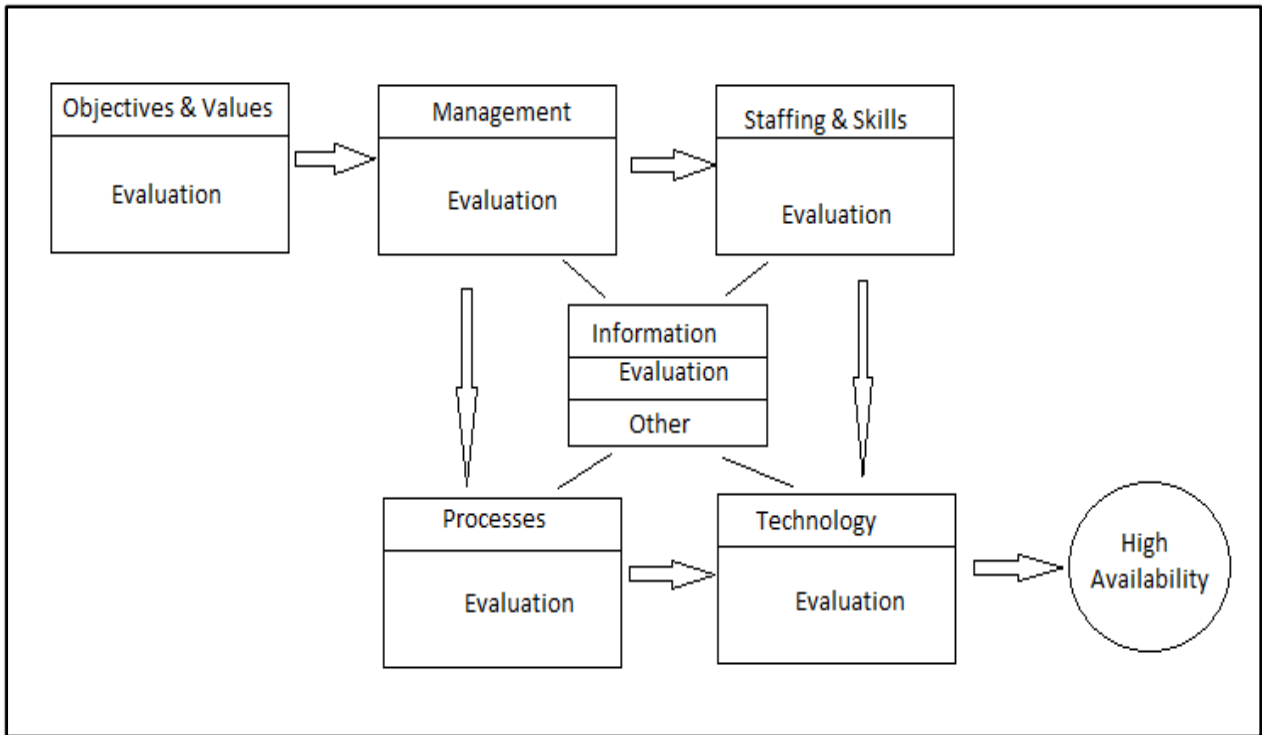 Objectives & Values
Evaluation
Management
Evaluation
Staffing & Skills
Evaluation
Information
Evaluation
Other
Processes
Evaluation
Technology
Evaluation
High
Availability